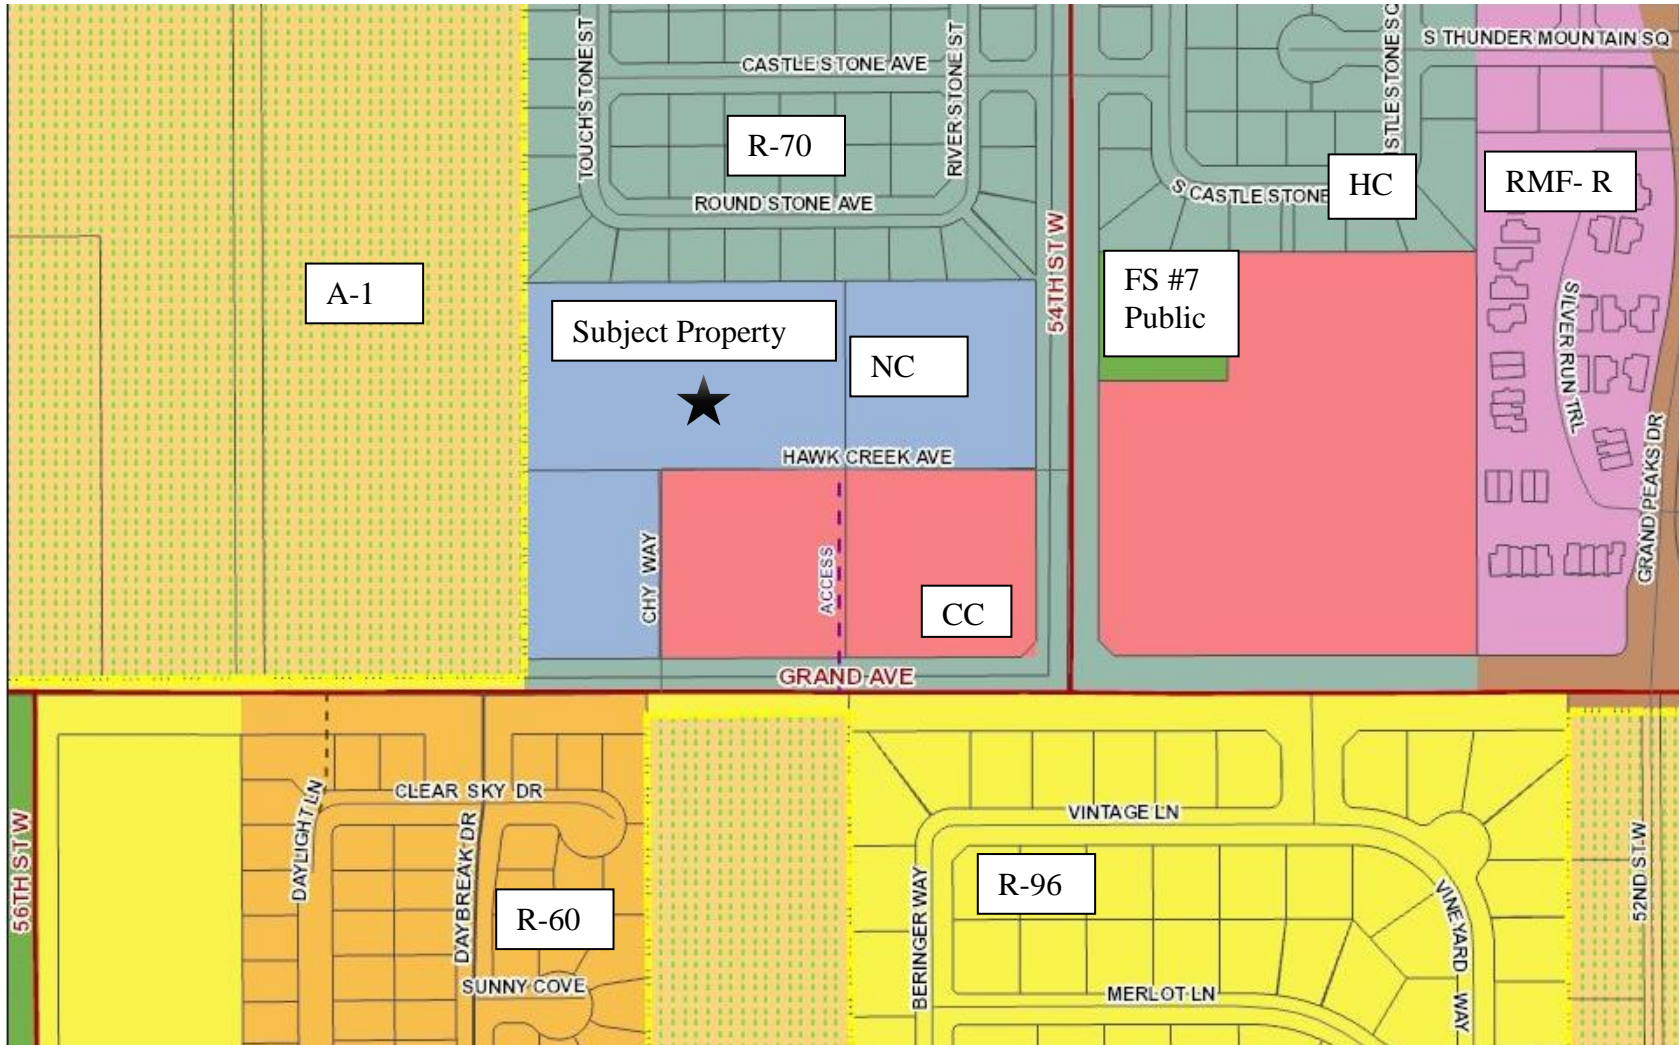 S THUNDER MOUNTAIN SQ
TOUCHSTONE ST
CASTLE STONE AVE
RIVER STONE ST
R-70
HC
RMF- R
S CASTLE STONE
ROUND STONE AVE
54TH ST W
A-1
FS #7
Public
Subject Property
NC
SILVER RUN TRL
HAWK CREEK AVE
GRAND PEAKS DR
CHY WAY
ACCESS
CC
GRAND AVE
CLEAR SKY DR
DAYLIGHT LN
DAYBREAK DR
VINTAGE LN
56TH ST W
R-60
R-96
BERINGER WAY
VINEYARD WAY
52ND ST W
SUNNY COVE
MERLOT LN